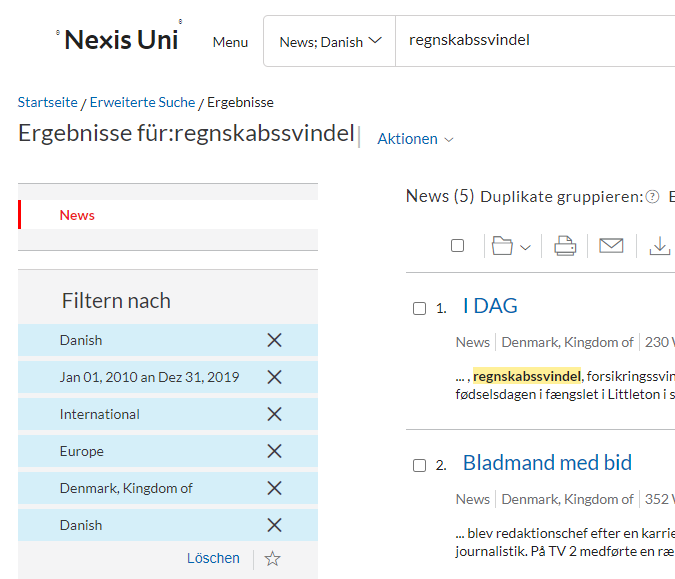 Nexis Uni
®
Menu
News; Danish
regnskabssvindel
Startseite / Erweiterte Suche / Ergebnisse
Ergebnisse für:regnskabssvindel
Aktionen
News
Filtern nach
Danish
Jan 01, 2010 an Dez 31, 2019
International
Europe
Denmark, Kingdom of
Danish
Löschen
News (5) Duplikate gruppieren:
1. I DAG
News | Denmark, Kingdom of | 230
... , regnskabssvindel, forsikringssvin
fødselsdagen i fængslet i Littleton i s
2. Bladmand med bid
News | Denmark, Kingdom of | 352
... blev redaktionschef efter en karrie
journalistik. På TV 2 medførte en ræ